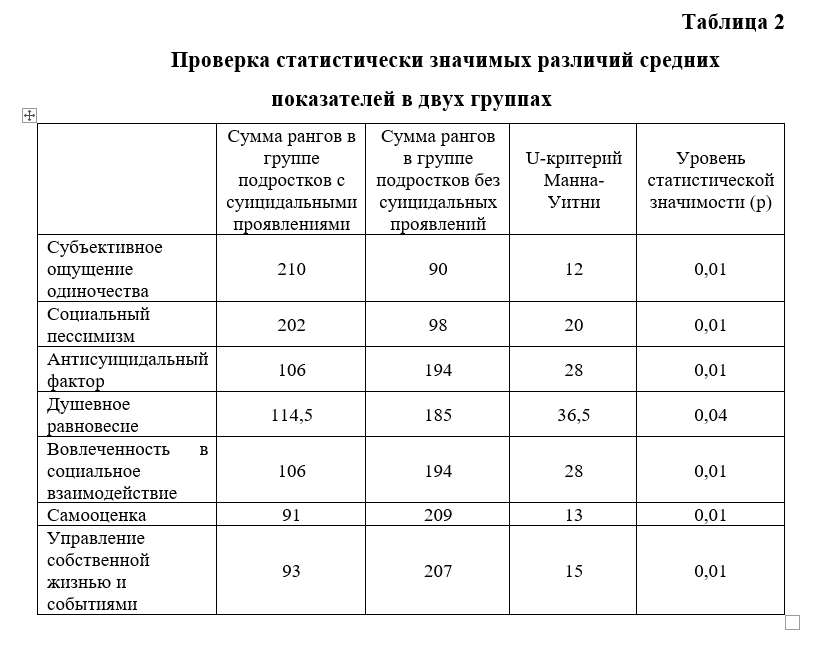 Таблица 2
Проверка статистически значимых различий средних
показателей в двух группах
Сумма рангов в
группе
подростков с
суицидальными
проявлениями
Сумма рангов
в группе
подростков без
суицидальных
проявлений
U-критерий
Манна-
Уитни
Уровень
статистической
значимости (p)
Субъективное
ощущение
одиночества
210
90
12
0,01
Социальный
пессимизм
202
98
20
0,01
Антисуицидальный
фактор
106
194
28
0,01
Душевное
равновесие
114,5
185
36,5
0,04
Вовлеченность в
социальное
взаимодействие
106
194
28
0,01
Самооценка
91
209
13
0,01
Управление
собственной
жизнью и
событиями
93
207
15
0,01